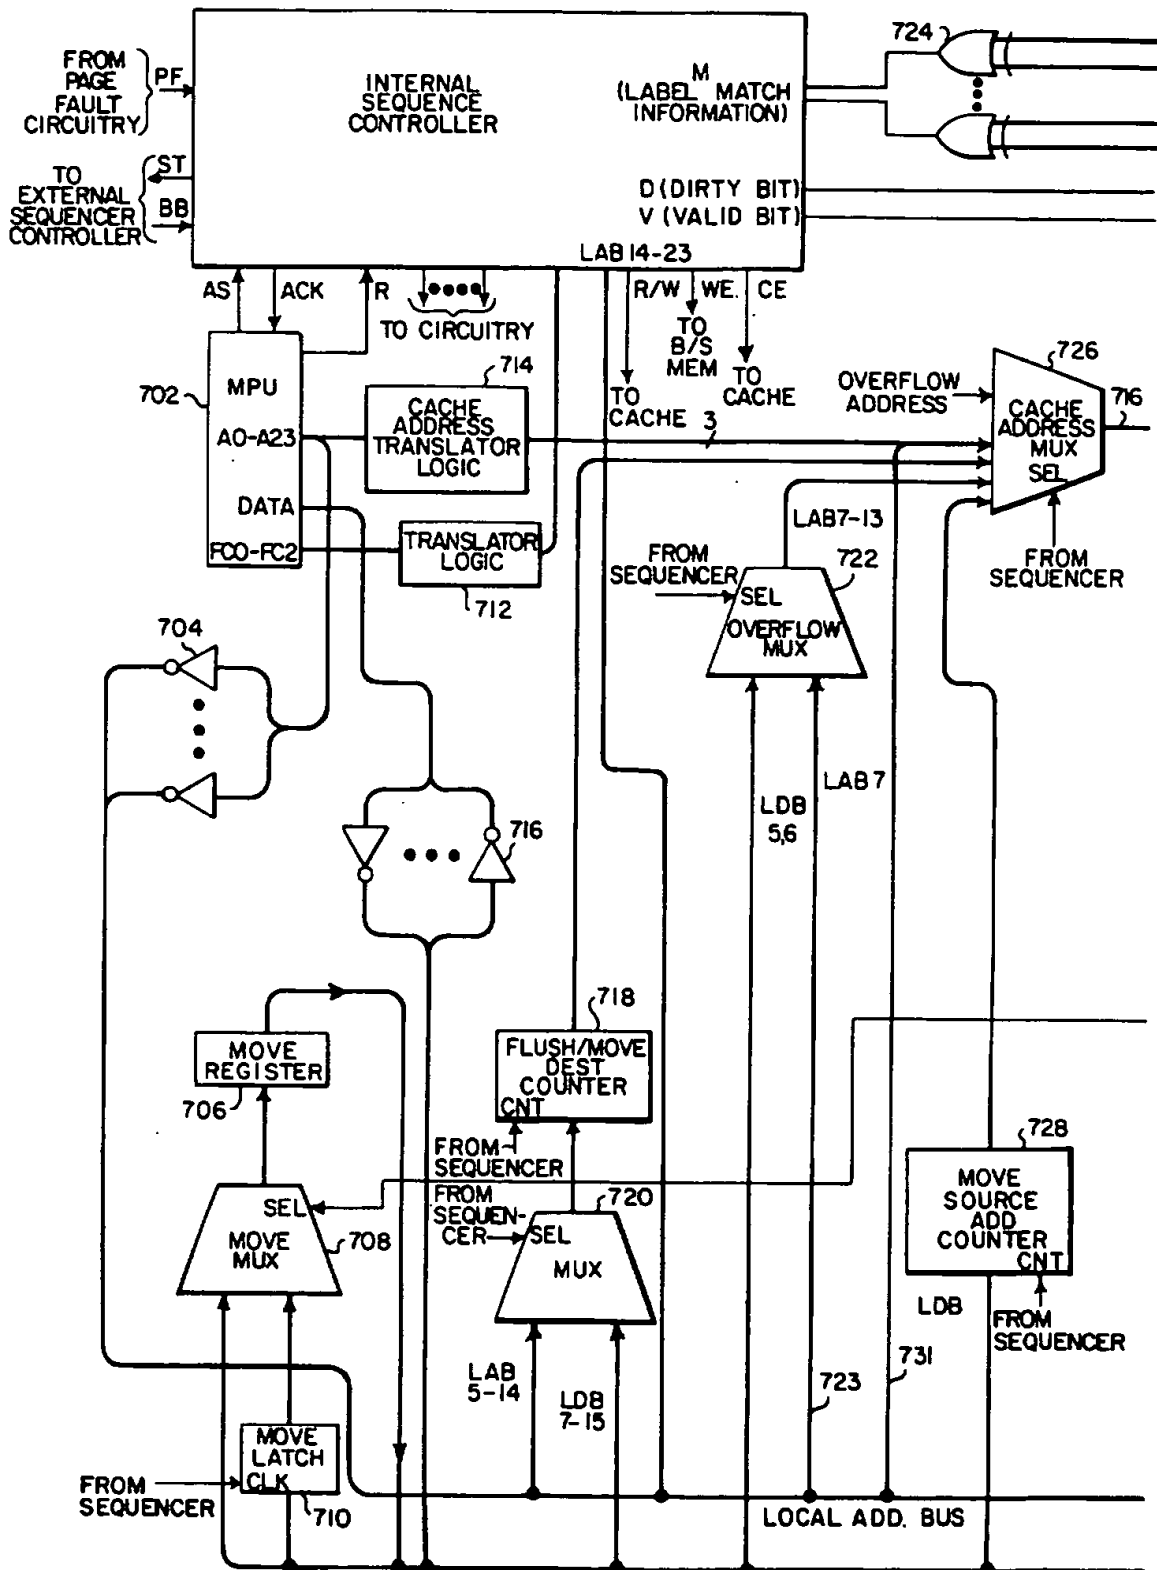 724
FROM
PAGE
FAULT
CIRCUITRY
PF
INTERNAL
SEQUENCE
CONTROLLER
M
(LABEL MATCH
INFORMATION)
ST
TO
EXTERNAL
SEQUENCER
CONTROLLER
BB
D (DIRTY BIT)
V (VALID BIT)
LAB 14-23
AS
ACK
R
TO CIRCUITRY
R/W
WE.
CE
TO
CACHE
TO
B/S
MEM
TO
CACHE
702
MPU
A0-A23
DATA
FC0-FC2
714
CACHE
ADDRESS
TRANSLATOR
LOGIC
3
TRANSLATOR
LOGIC
712
OVERFLOW
ADDRESS
726
CACHE
ADDRESS
MUX
SEL
716
FROM
SEQUENCER
LAB7-13
FROM
SEQUENCER
722
SEL
OVERFLOW
MUX
704
LDB
5,6
LAB 7
716
718
FLUSH/MOVE
DEST
COUNTER
CNT
FROM
SEQUENCER
MOVE
REGISTER
706
728
MOVE
SOURCE
ADD
COUNTER
CNT
LDB
FROM
SEQUENCER
SEL
MOVE
MUX
708
FROM
SEQUEN-
CER
720
SEL
MUX
LAB
5-14
LDB
7-15
723
731
MOVE
LATCH
CLK
FROM
SEQUENCER
710
LOCAL ADD. BUS